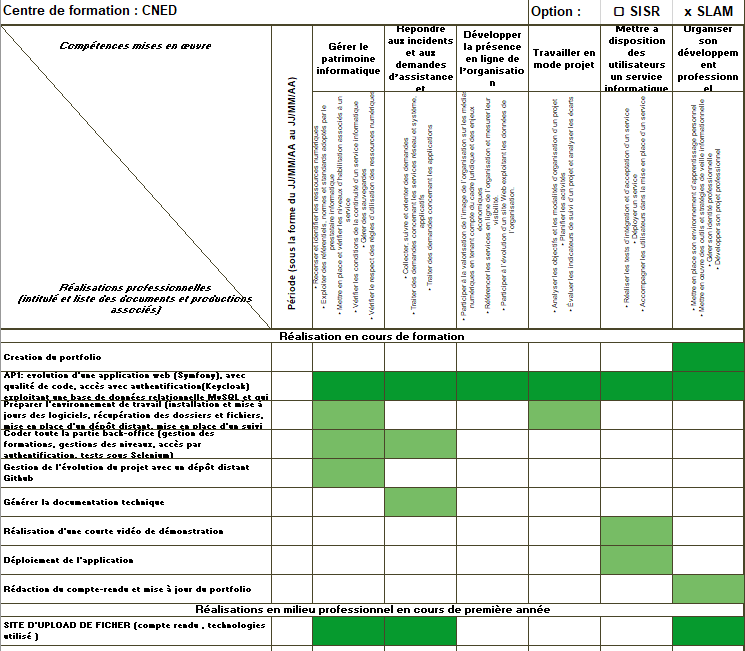 Centre de formation : CNED
Option :
☐ SISR
x SLAM
Compétences mises en œuvre
Réalisations professionnelles
(intitulé et liste des documents et productions
associés)
Période (sous la forme du JJ/MM/AA au JJ/MM/AA)
Gérer le
patrimoine
informatique
Répondre
aux incidents
et aux
demandes
d'assistance
et
Développer
la présence
en ligne de
l'organisatio
n
Travailler en
mode projet
Mettre à
disposition
des
utilisateurs
un service
informatique
Organiser
son
développem
ent
professionn
el
• Recenser et identifier les ressources numériques
• Exploiter des référentiels, normes et standards adoptés par le
prestataire informatique
• Mettre en place et vérifier les niveaux d'habilitation associés à un
service
• Vérifier les conditions de la continuité d'un service informatique
• Gérer des sauvegardes
• Vérifier le respect des règles d'utilisation des ressources numériques
• Collecter, suivre et orienter des demandes
• Traiter des demandes concernant les services réseau et système,
applicatifs
• Traiter des demandes concernant les applications
• Participer à la valorisation de l'image de l'organisation sur les médias
numériques en tenant compte du cadre juridique et des enjeux
économiques
• Référencer les services en ligne de l'organisation et mesurer leur
visibilité.
• Participer à l'évolution d'un site Web exploitant les données de
l'organisation.
• Analyser les objectifs et les modalités d'organisation d'un projet
• Planifier les activités
• Évaluer les indicateurs de suivi d'un projet et analyser les écarts
• Réaliser les tests d'intégration et d'acceptation d'un service
• Déployer un service
• Accompagner les utilisateurs dans la mise en place d'un service
• Mettre en place son environnement d'apprentissage personnel
• Mettre en œuvre des outils et stratégies de veille informationnelle
• Gérer son identité professionnelle
• Développer son projet professionnel
Réalisation en cours de formation
Creation du portfolio
AP1: evolution d'une application web (Symfony), avec
qualité de code, accès avec authentification(Keycloak)
exploitant une base de données relationnelle MySQL et qui
Préparer l'environnement de travail (installation et mise à
jours des logiciels, récupération des dossiers et fichiers,
mise en place d'un dépôt distant, mise en place d'un suivi
Coder toute la partie back-office (gestion des
formations, gestions des niveaux, accès par
authentification, tests sous Selenium)
Gestion de l'évolution du projet avec un dépôt distant
Github
Générer la documentation technique
Réalisation d'une courte vidéo de démonstration
Déploiement de l'application
Rédaction du compte-rendu et mise à jour du portfolio
Réalisations en milieu professionnel en cours de première année
SITE D'UPLOAD DE FICHER (compte rendu , technologies
utilisé )